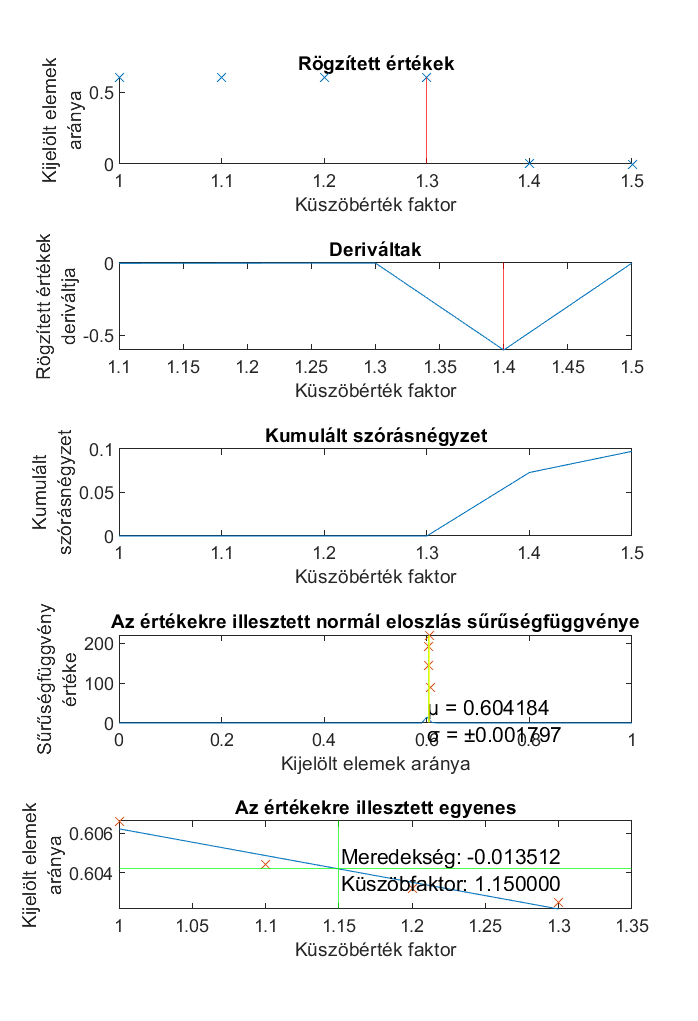 Rögzített értékek
Kijelölt elemek
aránya
0.5
0
1 1.1 1.2 1.3 1.4 1.5
Küszöbérték faktor
Deriváltak
Rögzített értékek
deriváltja
0
-0.5
1.1 1.15 1.2 1.25 1.3 1.35 1.4 1.45 1.5
Küszöbérték faktor
Kumulált szórásnégyzet
Kumulált
szórásnégyzet
0.1
0.05
0
1 1.1 1.2 1.3 1.4 1.5
Küszöbérték faktor
Az értékekre illesztett normál eloszlás sűrűségfüggvénye
Sűrűségfüggvény
értéke
200
100
0
μ = 0.604184
σ = ±0.001797
0 0.2 0.4 0.6 0.8 1
Kijelölt elemek aránya
Az értékekre illesztett egyenes
Kijelölt elemek
aránya
0.606
0.604
Meredekség: -0.013512
Küszöbfaktor: 1.150000
1 1.05 1.1 1.15 1.2 1.25 1.3 1.35
Küszöbérték faktor